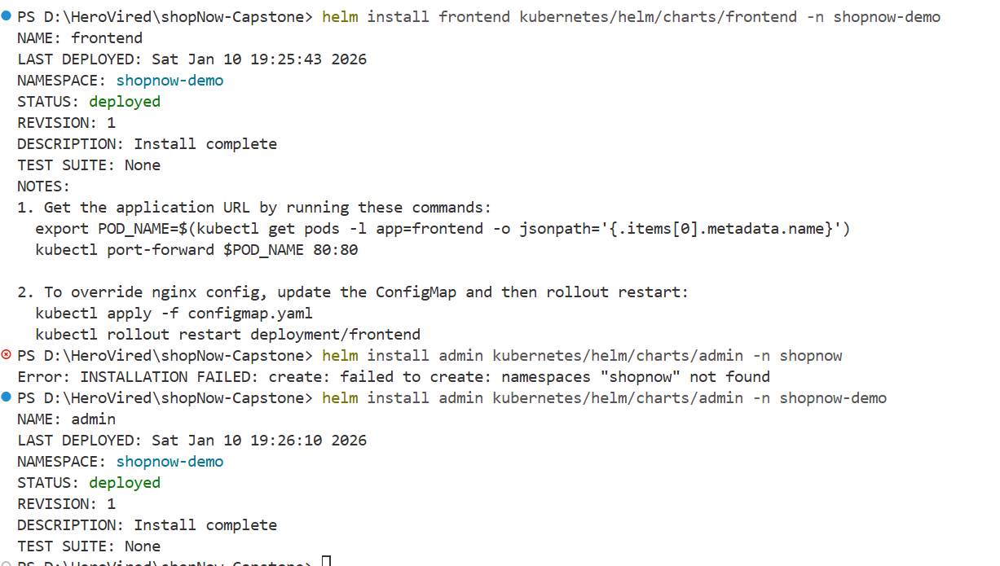 PS D:\HeroVired\shopNow-Capstone> helm install frontend kubernetes/helm/charts/frontend -n shopnow-demo
NAME: frontend
LAST DEPLOYED: Sat Jan 10 19:25:43 2026
NAMESPACE: shopnow-demo
STATUS: deployed
REVISION: 1
DESCRIPTION: Install complete
TEST SUITE: None
NOTES:
1. Get the application URL by running these commands:
  export POD_NAME=$(kubectl get pods -l app=frontend -o jsonpath='{.items[0].metadata.name}')
  kubectl port-forward $POD_NAME 80:80

2. To override nginx config, update the ConfigMap and then rollout restart:
  kubectl apply -f configmap.yaml
  kubectl rollout restart deployment/frontend
PS D:\HeroVired\shopNow-Capstone> helm install admin kubernetes/helm/charts/admin -n shopnow
Error: INSTALLATION FAILED: create: failed to create: namespaces "shopnow" not found
PS D:\HeroVired\shopNow-Capstone> helm install admin kubernetes/helm/charts/admin -n shopnow-demo
NAME: admin
LAST DEPLOYED: Sat Jan 10 19:26:10 2026
NAMESPACE: shopnow-demo
STATUS: deployed
REVISION: 1
DESCRIPTION: Install complete
TEST SUITE: None
PS D:\HeroVired\shopNow-Capstone>